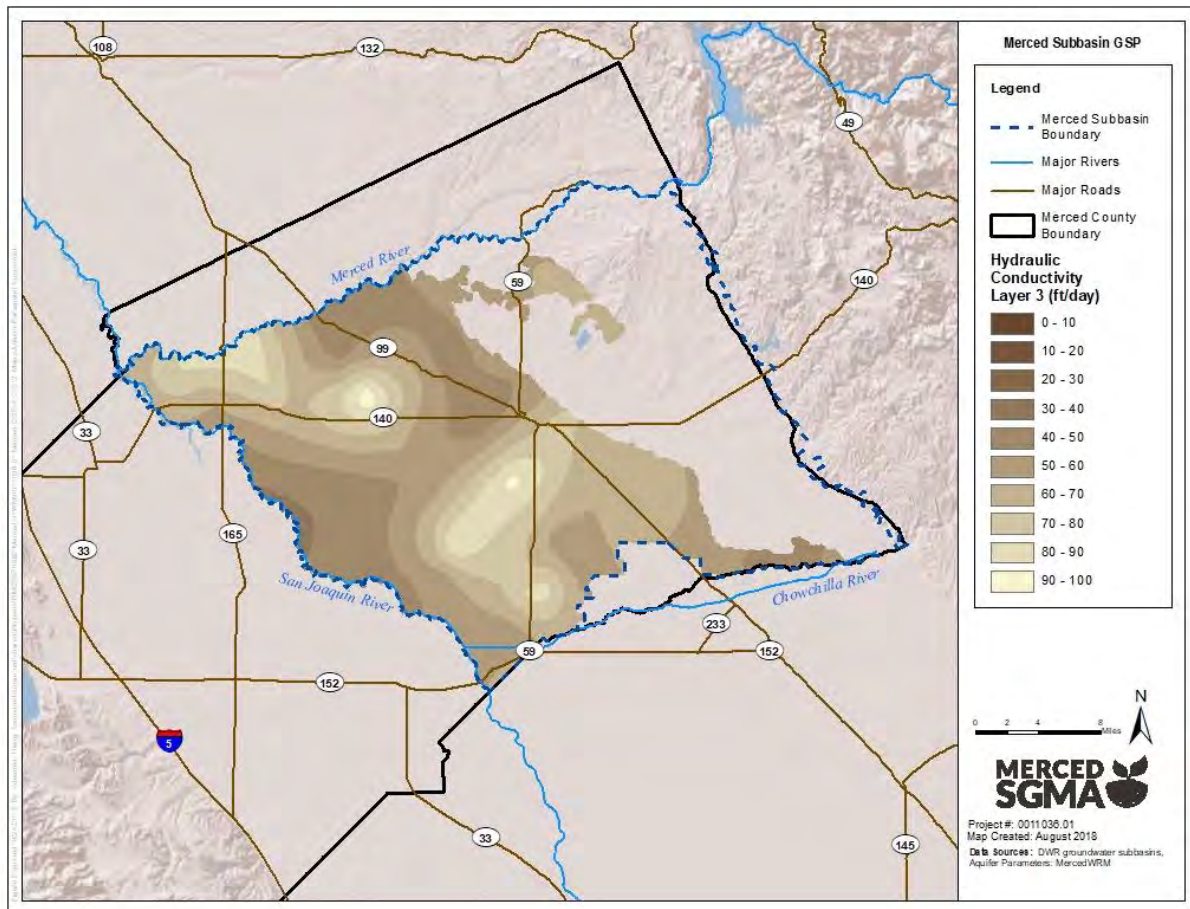 108
132
49
Merced River
59
140
99
140
33
165
33
San Joaquin River
Chowchilla River
233
59
152
152
5
33
145
Merced Subbasin GSP
Legend
Merced Subbasin
Boundary
Major Rivers
Major Roads
Merced County
Boundary
Hydraulic
Conductivity
Layer 3 (ft/day)
0 - 10
10 - 20
20 - 30
30 - 40
40 - 50
50 - 60
60 - 70
70 - 80
80 - 90
90 - 100
N
0 2 4 8
Miles
MERCED
SGMA
Project #: 0011036.01
Map Created: August 2018
Data Sources: DWR groundwater subbasins,
Aquifer Parameters: MercedWRM